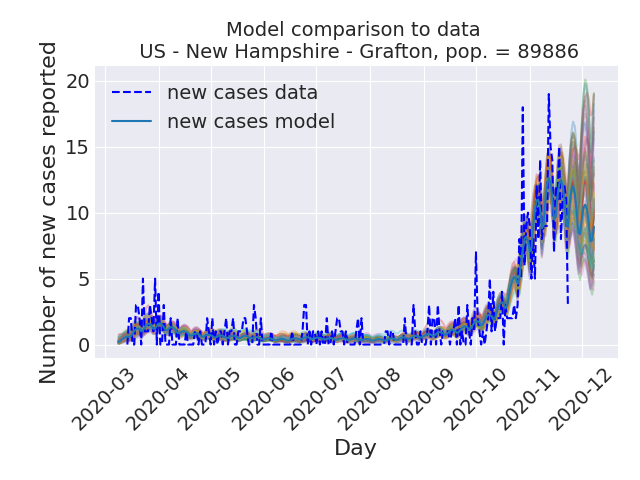 Model comparison to data
US - New Hampshire - Grafton, pop. = 89886
Number of new cases reported
20
15
10
5
0
new cases data
new cases model
2020-03
2020-04
2020-05
2020-06
2020-07
2020-08
2020-09
2020-10
2020-11
2020-12
Day